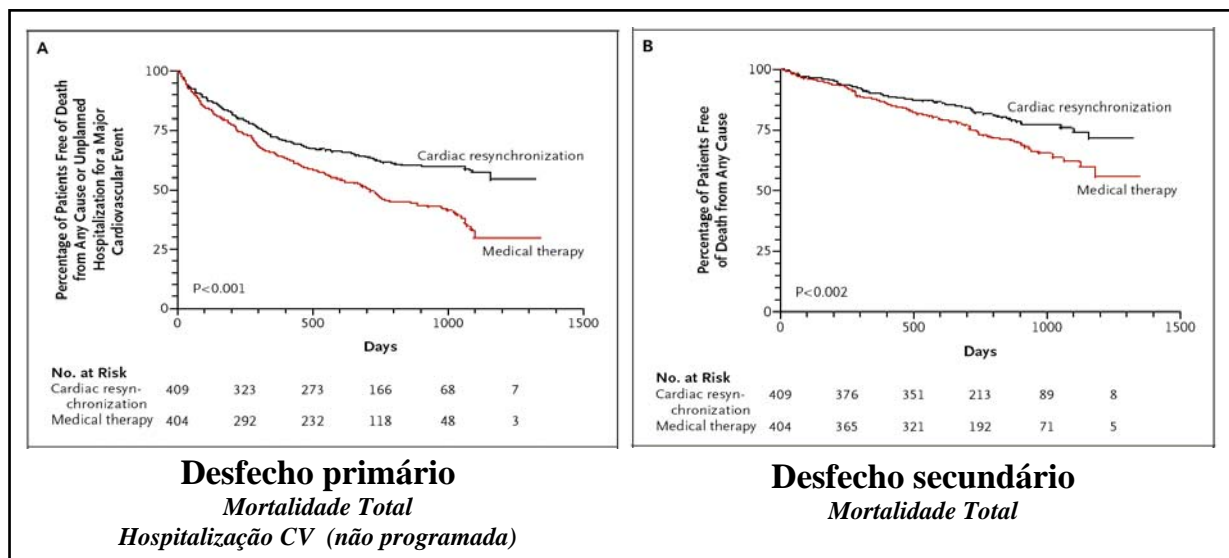 A
Percentage of Patients Free of Death
from Any Cause or Unplanned
Hospitalization for a Major
Cardiovascular Event
100
75
50
25
0
Cardiac resynchronization
Medical therapy
P<0.001
0 500 1000 1500
Days
No. at Risk
Cardiac resyn- 409 323 273 166 68 7
chronization
Medical therapy 404 292 232 118 48 3
B
Percentage of Patients Free
of Death from Any Cause
100
75
50
25
0
Cardiac resynchronization
Medical therapy
P<0.002
0 500 1000 1500
Days
No. at Risk
Cardiac resyn- 409 376 351 213 89 8
chronization
Medical therapy 404 365 321 192 71 5
Desfecho primário
Mortalidade Total
Hospitalização CV (não programada)
Desfecho secundário
Mortalidade Total